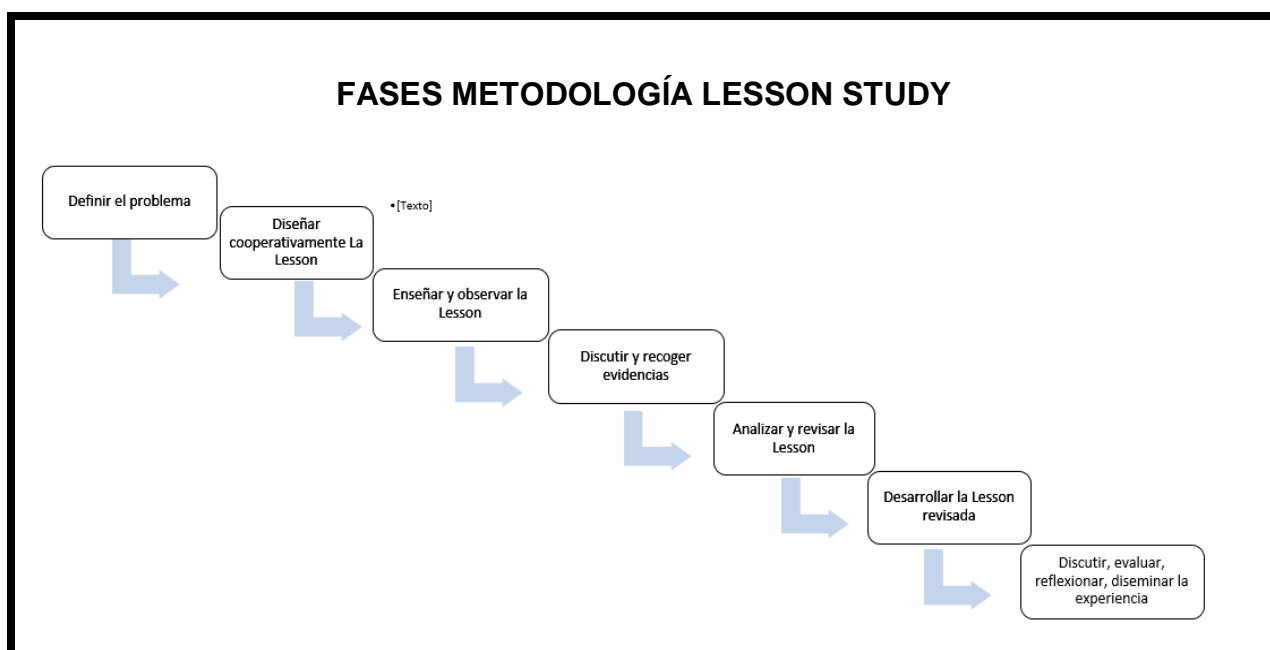 FASES METODOLOGÍA LESSON STUDY
Definir el problema
•[Texto]
Diseñar
cooperativamente La
Lesson
Enseñar y observar la
Lesson
Discutir y recoger
evidencias
Analizar y revisar la
Lesson
Desarrollar la Lesson
revisada
Discutir, evaluar,
reflexionar, diseminar la
experiencia